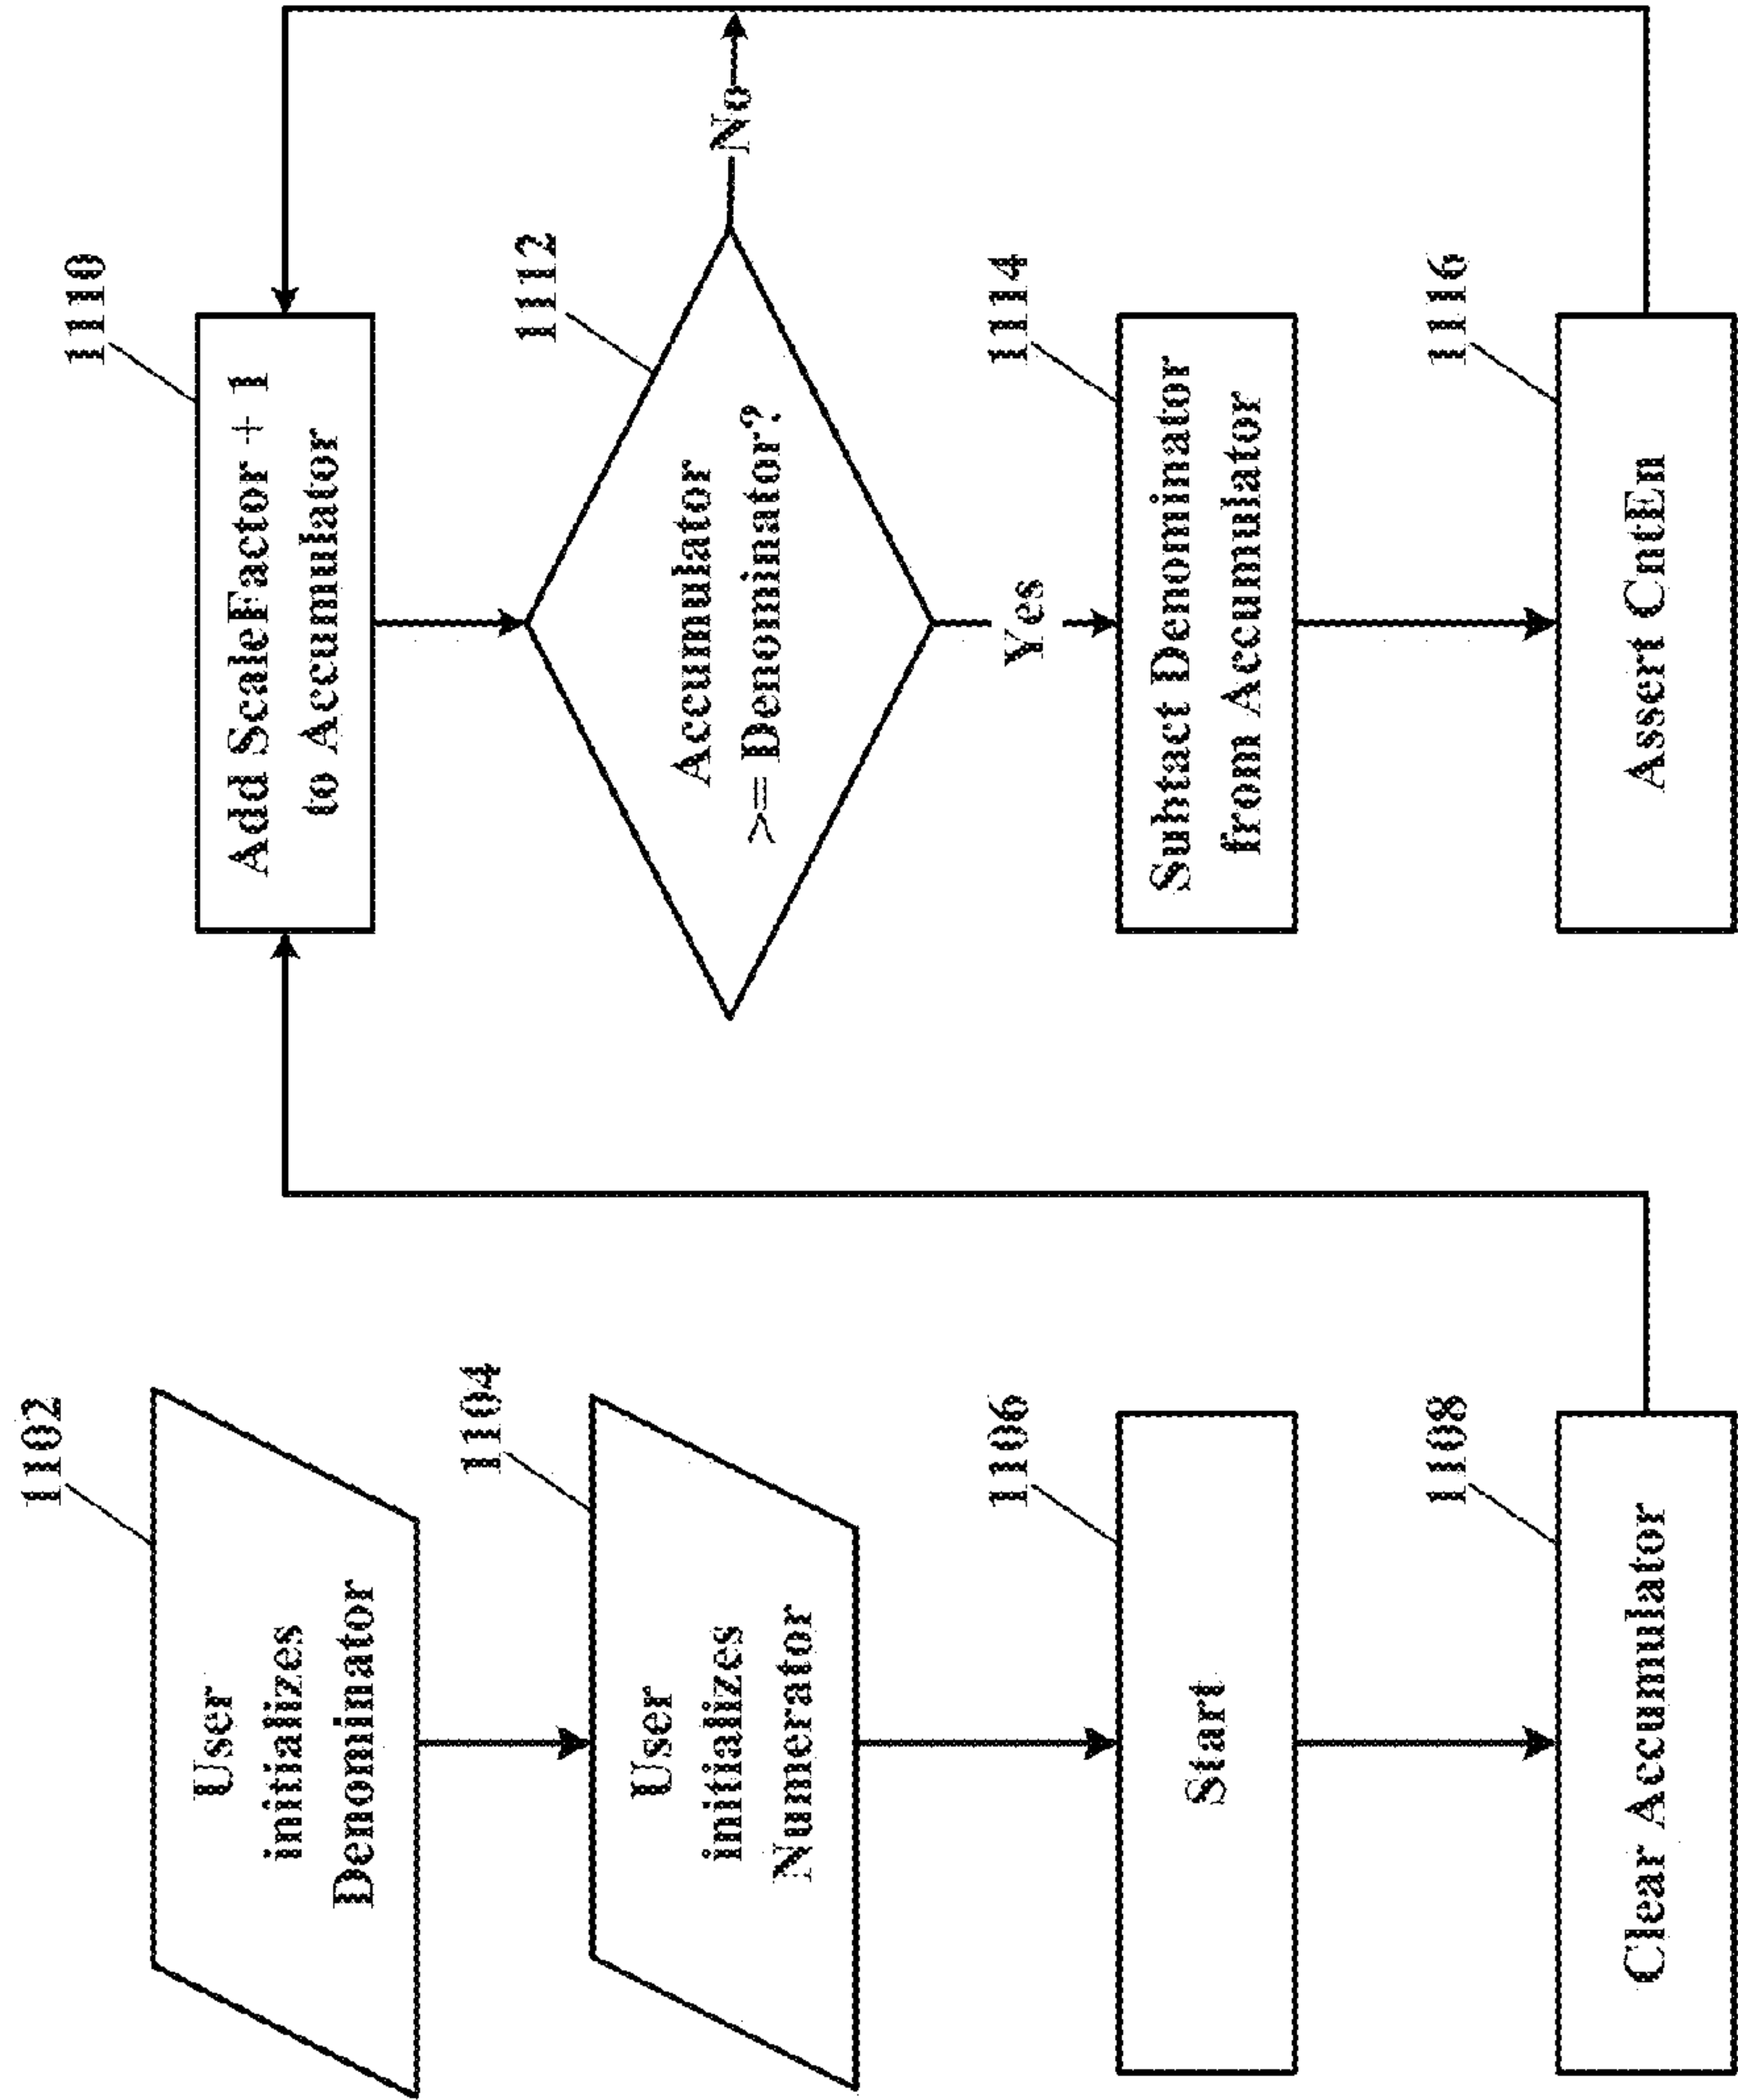 1102
User
initializes
Denominator
1104
User
initializes
Numerator
1106
Start
1108
Clear Accumulator
1110
Add ScaleFactor + 1
to Accumulator
1112
Accumulator
>= Denominator?
No
Yes
1114
Subtact Denominator
from Accumulator
1116
Assert CntEn